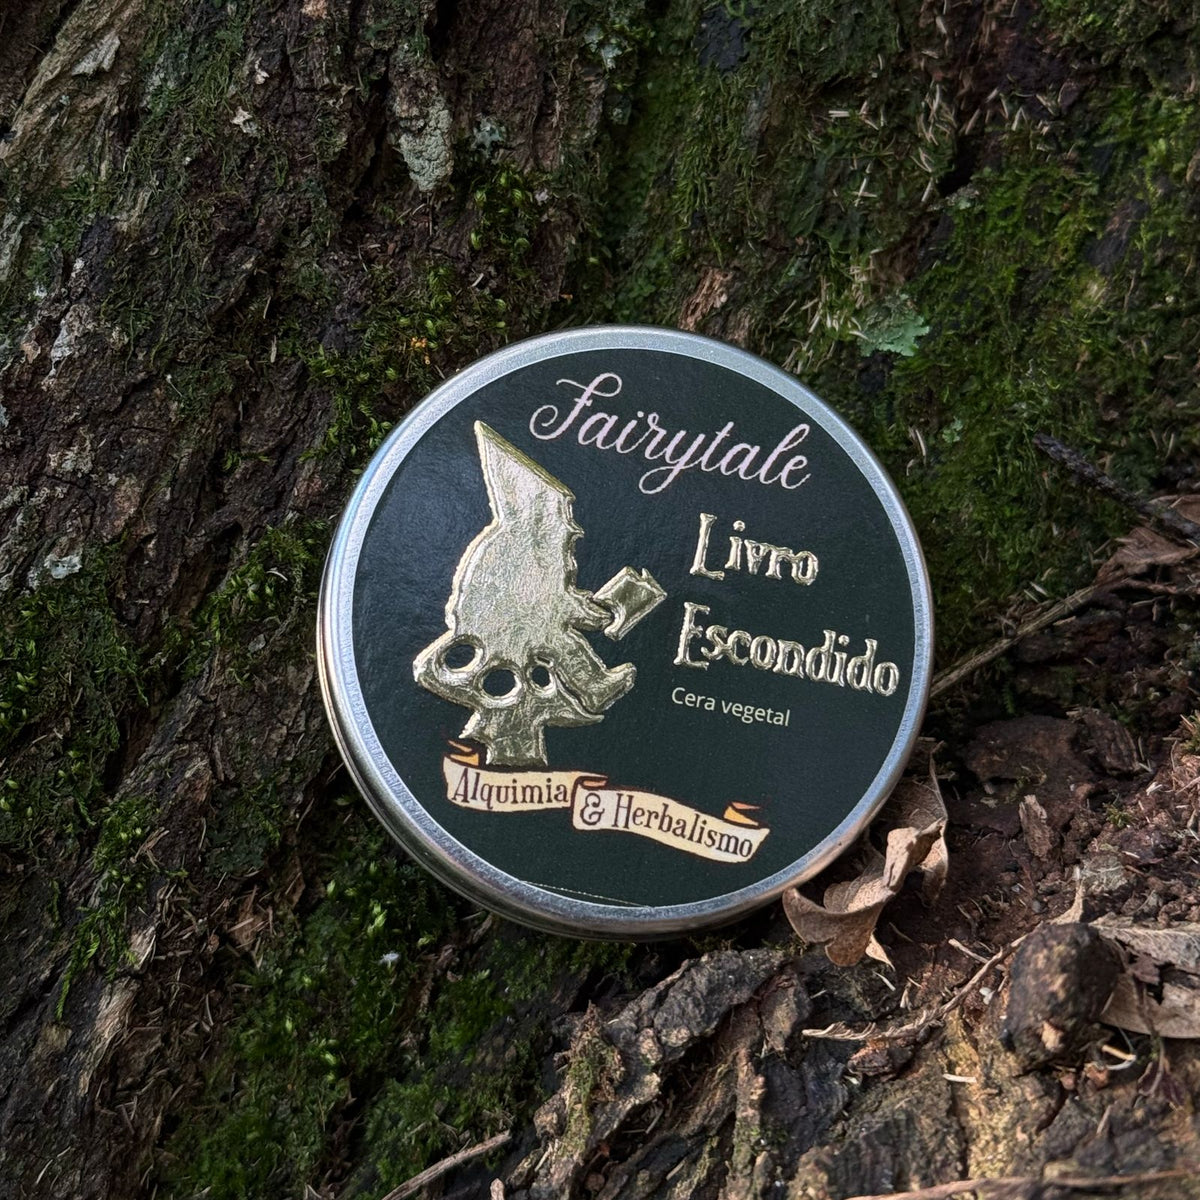 Fairytale
Livro
Escondido
Cera vegetal
Alquimia
& Herbalismo